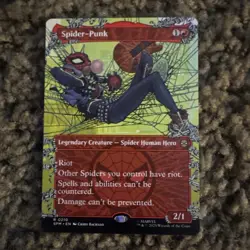 Spider-Punk
Legendary Creature — Spider Human Hero
Riot
Other Spiders you control have riot.
Spells and abilities can't be
countered.
Damage can't be prevented.
2/1